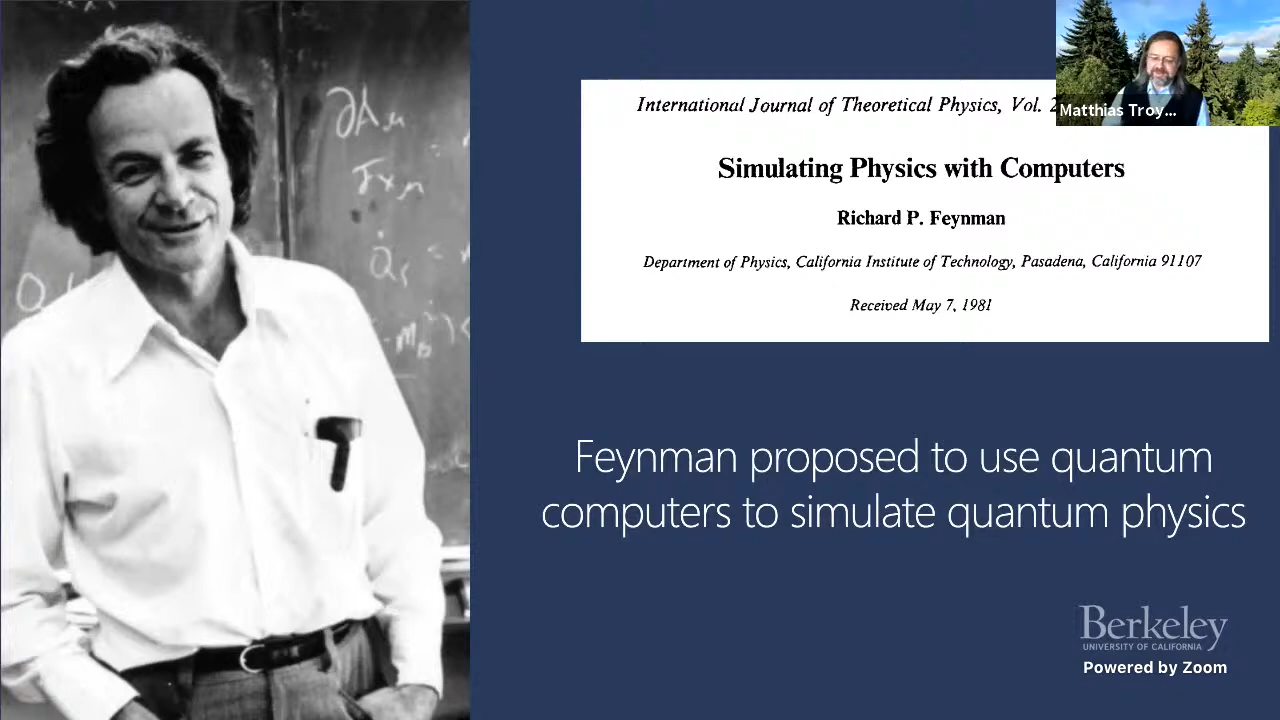 International Journal of Theoretical Physics, Vol.
Matthias Troy...
Simulating Physics with Computers
Richard P. Feynman
Department of Physics, California Institute of Technology, Pasadena, California 91107
Received May 7, 1981
Feynman proposed to use quantum
computers to simulate quantum physics
Berkeley
UNIVERSITY OF CALIFORNIA
Powered by Zoom